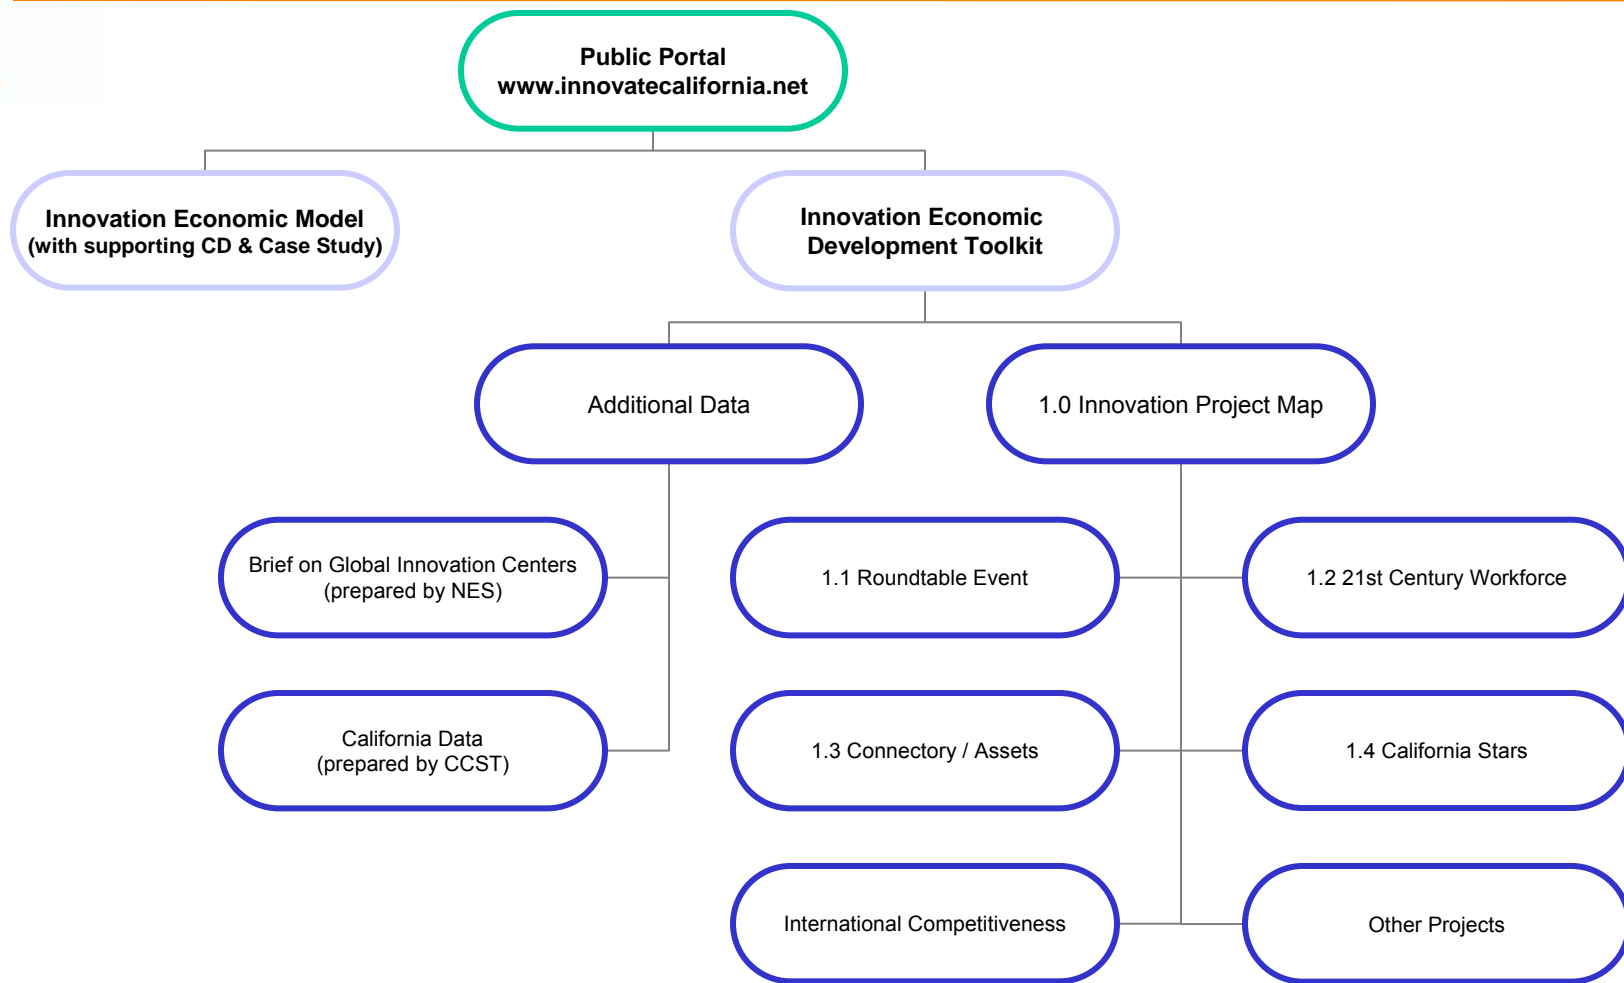 Public Portal
www.innovatecalifornia.net
Innovation Economic Model
(with supporting CD & Case Study)
Innovation Economic
Development Toolkit
Additional Data
1.0 Innovation Project Map
Brief on Global Innovation Centers
(prepared by NES)
1.1 Roundtable Event
1.2 21st Century Workforce
California Data
(prepared by CCST)
1.3 Connectory / Assets
1.4 California Stars
International Competitiveness
Other Projects